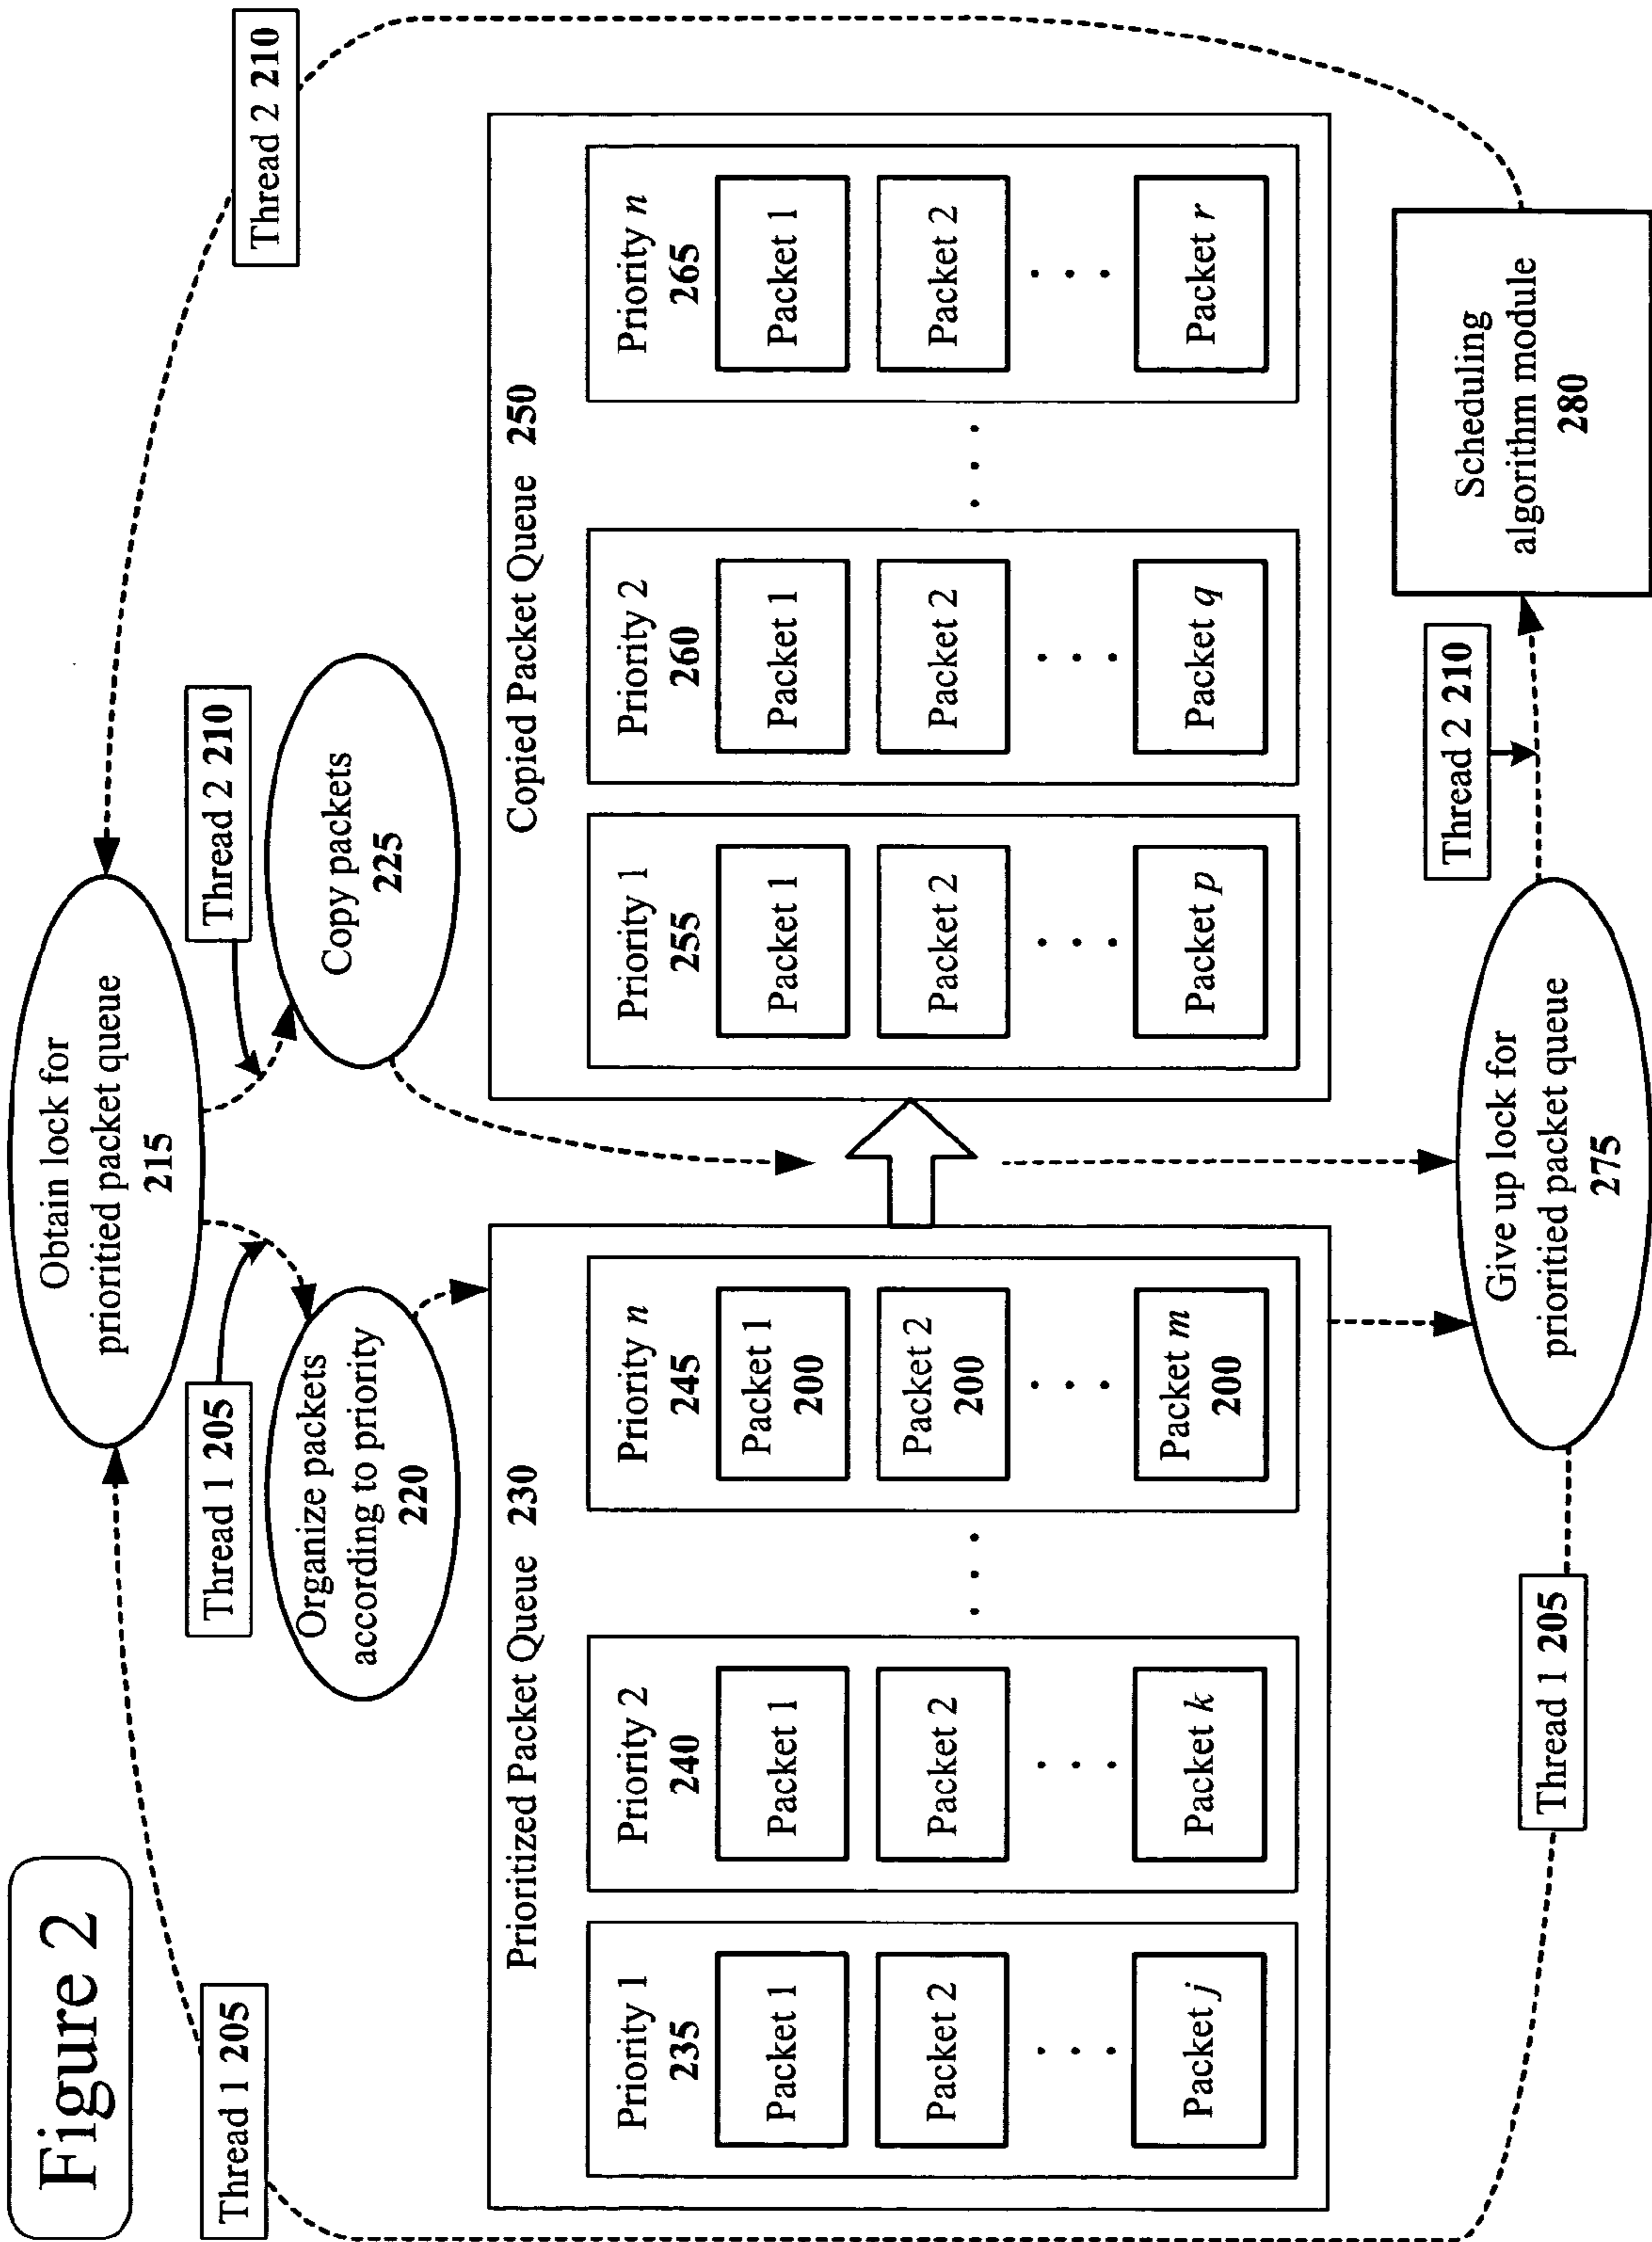 Figure 2
Obtain lock for
prioritied packet queue
215
Thread 1 205
Thread 2 210
Thread 1 205
Thread 2 210
Organize packets
according to priority
220
Copy packets
225
Prioritized Packet Queue 230
Priority 1
235
Packet 1
Packet 2
. . .
Packet j
Priority 2
240
Packet 1
Packet 2
. . .
Packet k
. . .
Priority n
245
Packet 1
200
Packet 2
200
. . .
Packet m
200
Copied Packet Queue 250
Priority 1
255
Packet 1
Packet 2
. . .
Packet p
Priority 2
260
Packet 1
Packet 2
. . .
Packet q
. . .
Priority n
265
Packet 1
Packet 2
. . .
Packet r
Thread 1 205
Give up lock for
prioritied packet queue
275
Thread 2 210
Scheduling
algorithm module
280